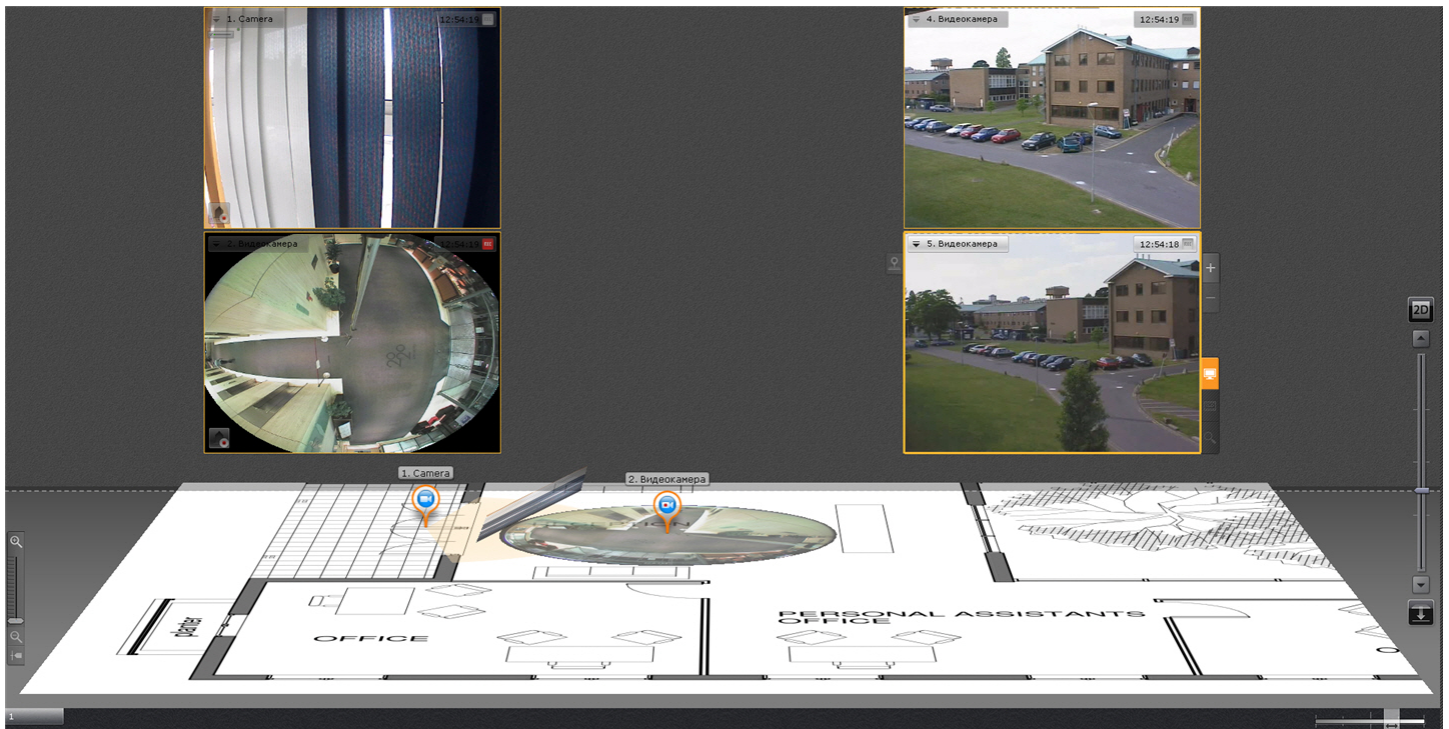 1. Camera
12:54:19
4. Видеокамера
12:54:19
2. Видеокамера
12:54:19
5. Видеокамера
12:54:18
2D
1. Camera
2. Видеокамера
planter
OFFICE
PERSONAL ASSISTANTS
OFFICE
1